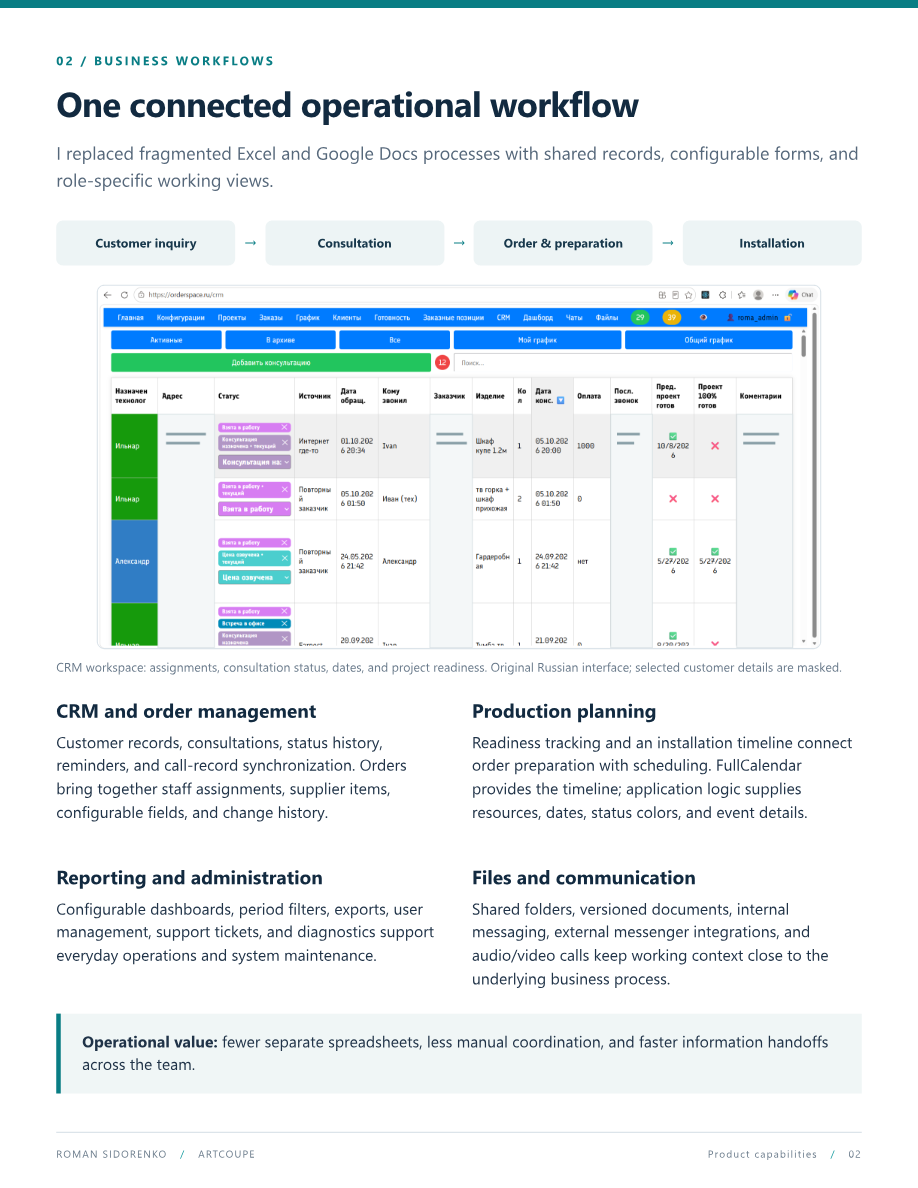 02 / BUSINESS WORKFLOWS
One connected operational workflow
I replaced fragmented Excel and Google Docs processes with shared records, configurable forms, and
role-specific working views.
Customer inquiry → Consultation → Order & preparation → Installation
https://orderspace.ru/crm
Chat
Главная Конфигурации Проекты Заказы График Клиенты Готовность Заказные позиции CRM Дашборд Чаты Файлы 29 39 roma_admin
Активные В архиве Все Мой график Общий график
Добавить консультацию 12 Поиск...
Назначен технолог Адрес Статус Источник Дата обращ. Кому звонил Заказчик Изделие Кол Дата конс. Оплата Посл. звонок Пред. проект готов Проект 100% готов Коментарии
Ильнар
Взята в работу
Консультация назначена • текущий
Консультация на:
Интернет где-то
01.10.2026 20:34
Ivan
Шкаф купе 1.2м
1
05.10.2026 20:00
1000
10/8/2026
Ильнар
Взята в работу • текущий
Взята в работу
Повторный заказчик
05.10.2026 01:50
Иван (тех)
тв горка + шкаф прихожая
2
05.10.2026 01:50
0
Александр
Взята в работу
Цена озвучена • текущий
Цена озвучена
Повторный заказчик
24.05.2026 21:42
Александр
Гардеробная
1
24.09.2026 21:42
нет
5/27/2026
5/27/2026
Взята в работу
Встреча в офисе
Консультация назначена
20.09.202
21.09.202
CRM workspace: assignments, consultation status, dates, and project readiness. Original Russian interface; selected customer details are masked.
CRM and order management
Customer records, consultations, status history,
reminders, and call-record synchronization. Orders
bring together staff assignments, supplier items,
configurable fields, and change history.
Production planning
Readiness tracking and an installation timeline connect
order preparation with scheduling. FullCalendar
provides the timeline; application logic supplies
resources, dates, status colors, and event details.
Reporting and administration
Configurable dashboards, period filters, exports, user
management, support tickets, and diagnostics support
everyday operations and system maintenance.
Files and communication
Shared folders, versioned documents, internal
messaging, external messenger integrations, and
audio/video calls keep working context close to the
underlying business process.
Operational value: fewer separate spreadsheets, less manual coordination, and faster information handoffs
across the team.
ROMAN SIDORENKO / ARTCOUPE
Product capabilities / 02